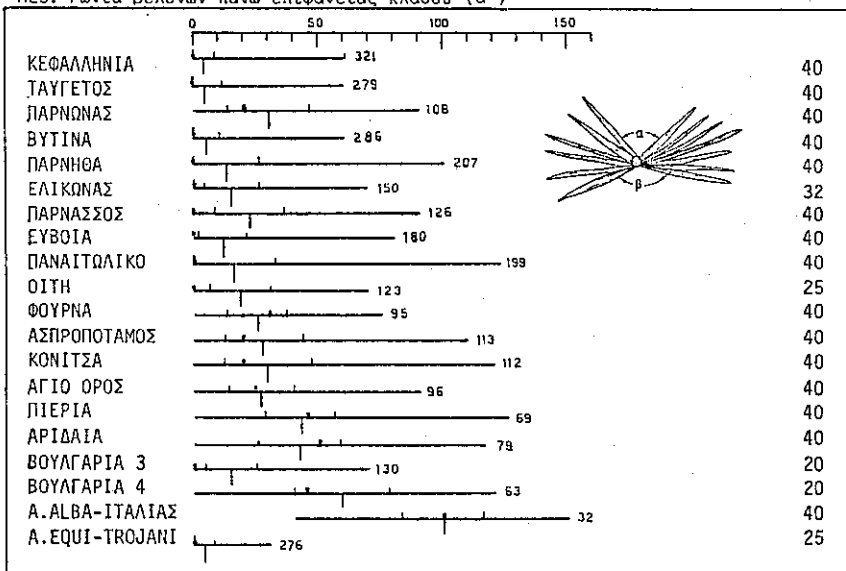 0 50 100 150
ΚΕΦΑΛΛΗΝΙΑ 321 40
ΤΑΥΓΕΤΟΣ 279 40
ΠΑΡΝΩΝΑΣ 108 40
ΒΥΤΙΝΑ 286 40
ΠΑΡΝΗΘΑ 207 40
ΕΛΙΚΩΝΑΣ 150 32
ΠΑΡΝΑΣΣΟΣ 126 40
ΕΥΒΟΙΑ 180 40
ΠΑΝΑΙΤΩΛΙΚΟ 199 40
ΟΙΤΗ 123 25
ΦΟΥΡΝΑ 95 40
ΑΣΠΡΟΠΟΤΑΜΟΣ 113 40
ΚΟΝΙΤΣΑ 112 40
ΑΓΙΟ ΟΡΟΣ 96 40
ΠΙΕΡΙΑ 69 40
ΑΡΙΔΑΙΑ 79 40
ΒΟΥΛΓΑΡΙΑ 3 130 20
ΒΟΥΛΓΑΡΙΑ 4 63 20
A.ALBA-ΙΤΑΛΙΑΣ 32 40
A.EQUI-TROJANI 276 25
α
β